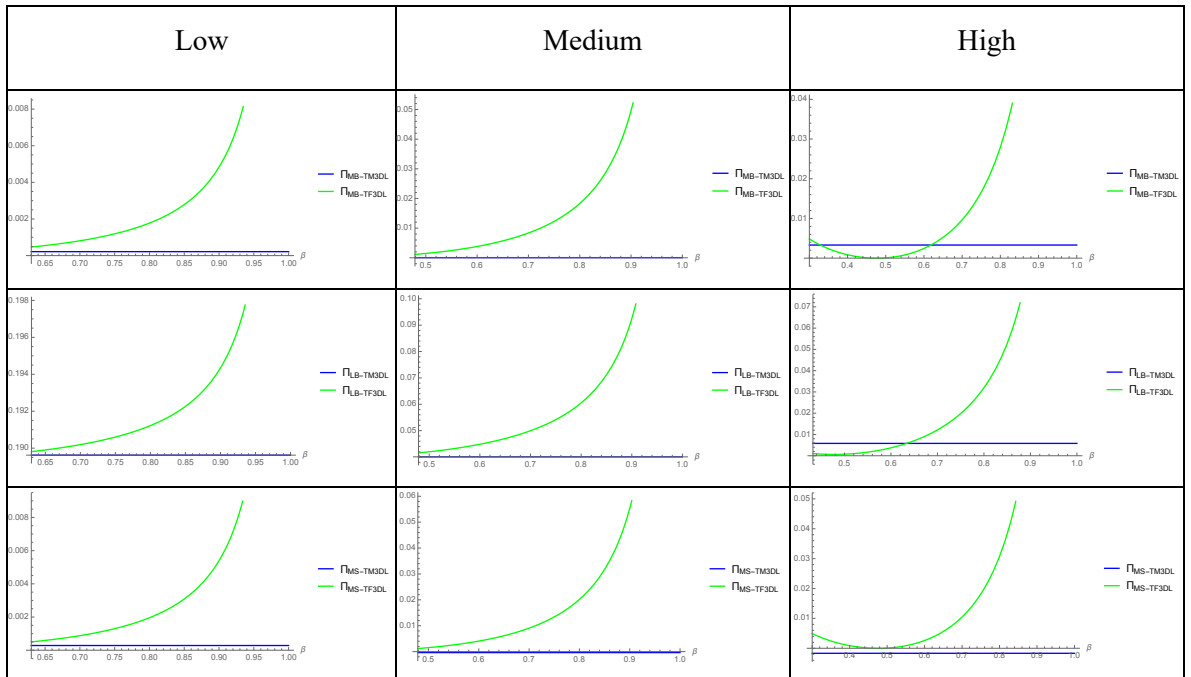 Low
Medium
High
0.008
0.006
0.004
0.002
0.65 0.70 0.75 0.80 0.85 0.90 0.95 1.00 β
Π_MB-TM3DL
Π_MB-TF3DL
0.05
0.04
0.03
0.02
0.01
0.5 0.6 0.7 0.8 0.9 1.0 β
Π_MB-TM3DL
Π_MB-TF3DL
0.04
0.03
0.02
0.01
0.4 0.5 0.6 0.7 0.8 0.9 1.0 β
Π_MB-TM3DL
Π_MB-TF3DL
0.198
0.196
0.194
0.192
0.190
0.65 0.70 0.75 0.80 0.85 0.90 0.95 1.00 β
Π_LB-TM3DL
Π_LB-TF3DL
0.10
0.09
0.08
0.07
0.06
0.05
0.5 0.6 0.7 0.8 0.9 1.0 β
Π_LB-TM3DL
Π_LB-TF3DL
0.07
0.06
0.05
0.04
0.03
0.02
0.01
0.5 0.6 0.7 0.8 0.9 1.0 β
Π_LB-TM3DL
Π_LB-TF3DL
0.008
0.006
0.004
0.002
0.65 0.70 0.75 0.80 0.85 0.90 0.95 1.00 β
Π_MS-TM3DL
Π_MS-TF3DL
0.06
0.05
0.04
0.03
0.02
0.01
0.5 0.6 0.7 0.8 0.9 1.0 β
Π_MS-TM3DL
Π_MS-TF3DL
0.05
0.04
0.03
0.02
0.01
0.4 0.5 0.6 0.7 0.8 0.9 1.0 β
Π_MS-TM3DL
Π_MS-TF3DL